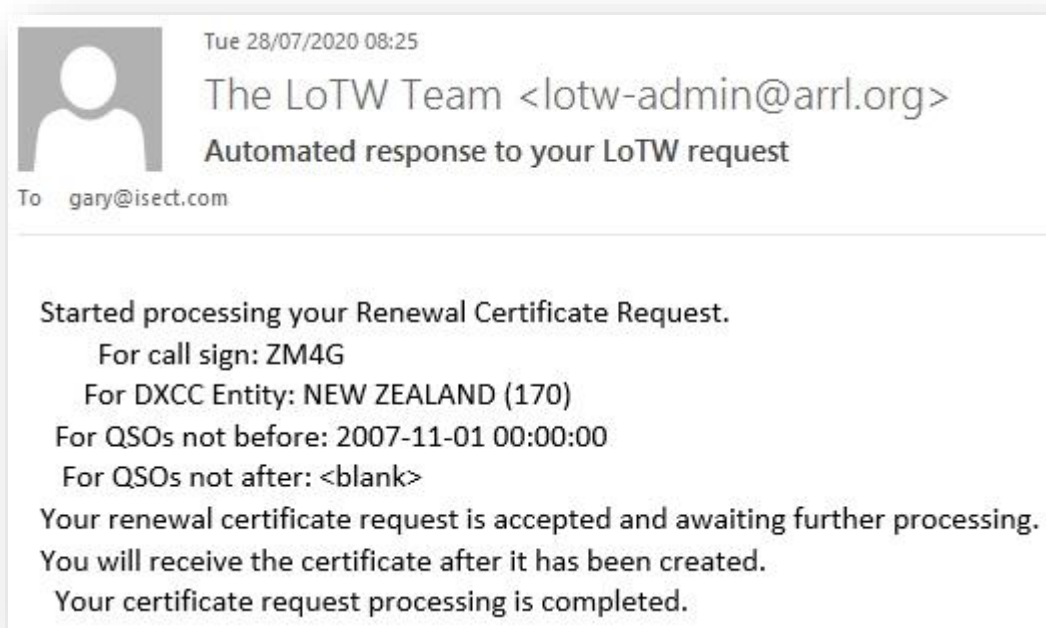 Tue 28/07/2020 08:25
The LoTW Team <lotw-admin@arrl.org>
Automated response to your LoTW request
To gary@isect.com
Started processing your Renewal Certificate Request.
For call sign: ZM4G
For DXCC Entity: NEW ZEALAND (170)
For QSOs not before: 2007-11-01 00:00:00
For QSOs not after: <blank>
Your renewal certificate request is accepted and awaiting further processing.
You will receive the certificate after it has been created.
Your certificate request processing is completed.